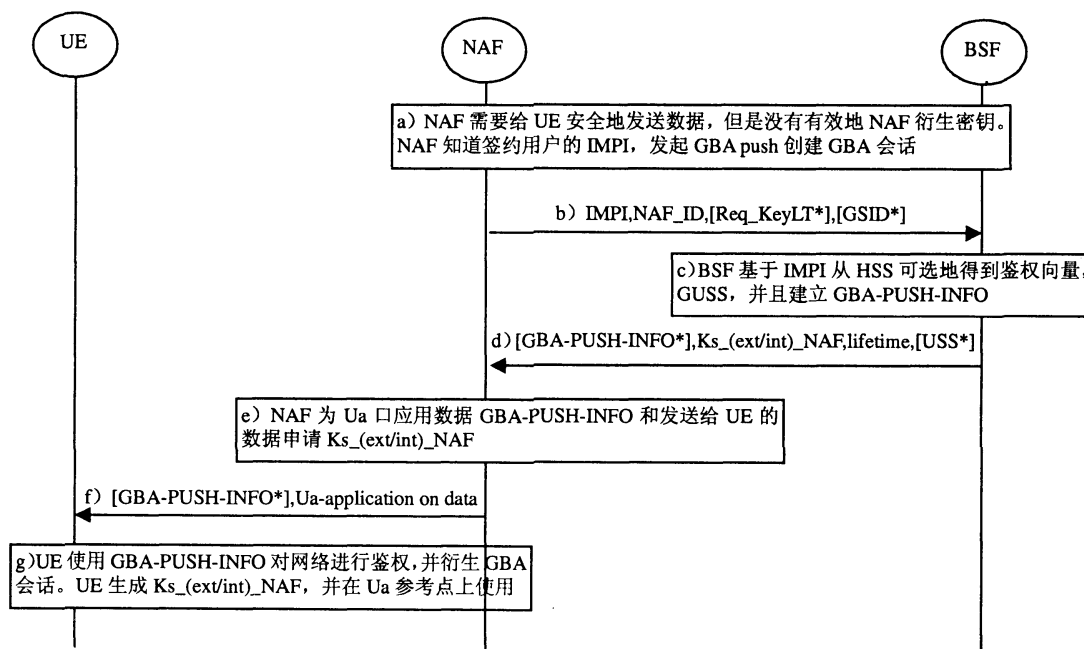 UE
NAF
BSF
a）NAF 需要给 UE 安全地发送数据，但是没有有效地 NAF 衍生密钥。
NAF 知道签约用户的 IMPI，发起 GBA push 创建 GBA 会话
b）IMPI,NAF_ID,[Req_KeyLT*],[GSID*]
c)BSF 基于 IMPI 从 HSS 可选地得到鉴权向量，
GUSS，并且建立 GBA-PUSH-INFO
d）[GBA-PUSH-INFO*],Ks_(ext/int)_NAF,lifetime,[USS*]
e）NAF 为 Ua 口应用数据 GBA-PUSH-INFO 和发送给 UE 的
数据申请 Ks_(ext/int)_NAF
f）[GBA-PUSH-INFO*],Ua-application on data
g)UE 使用 GBA-PUSH-INFO 对网络进行鉴权,并衍生 GBA
会话。UE 生成 Ks_(ext/int)_NAF，并在 Ua 参考点上使用